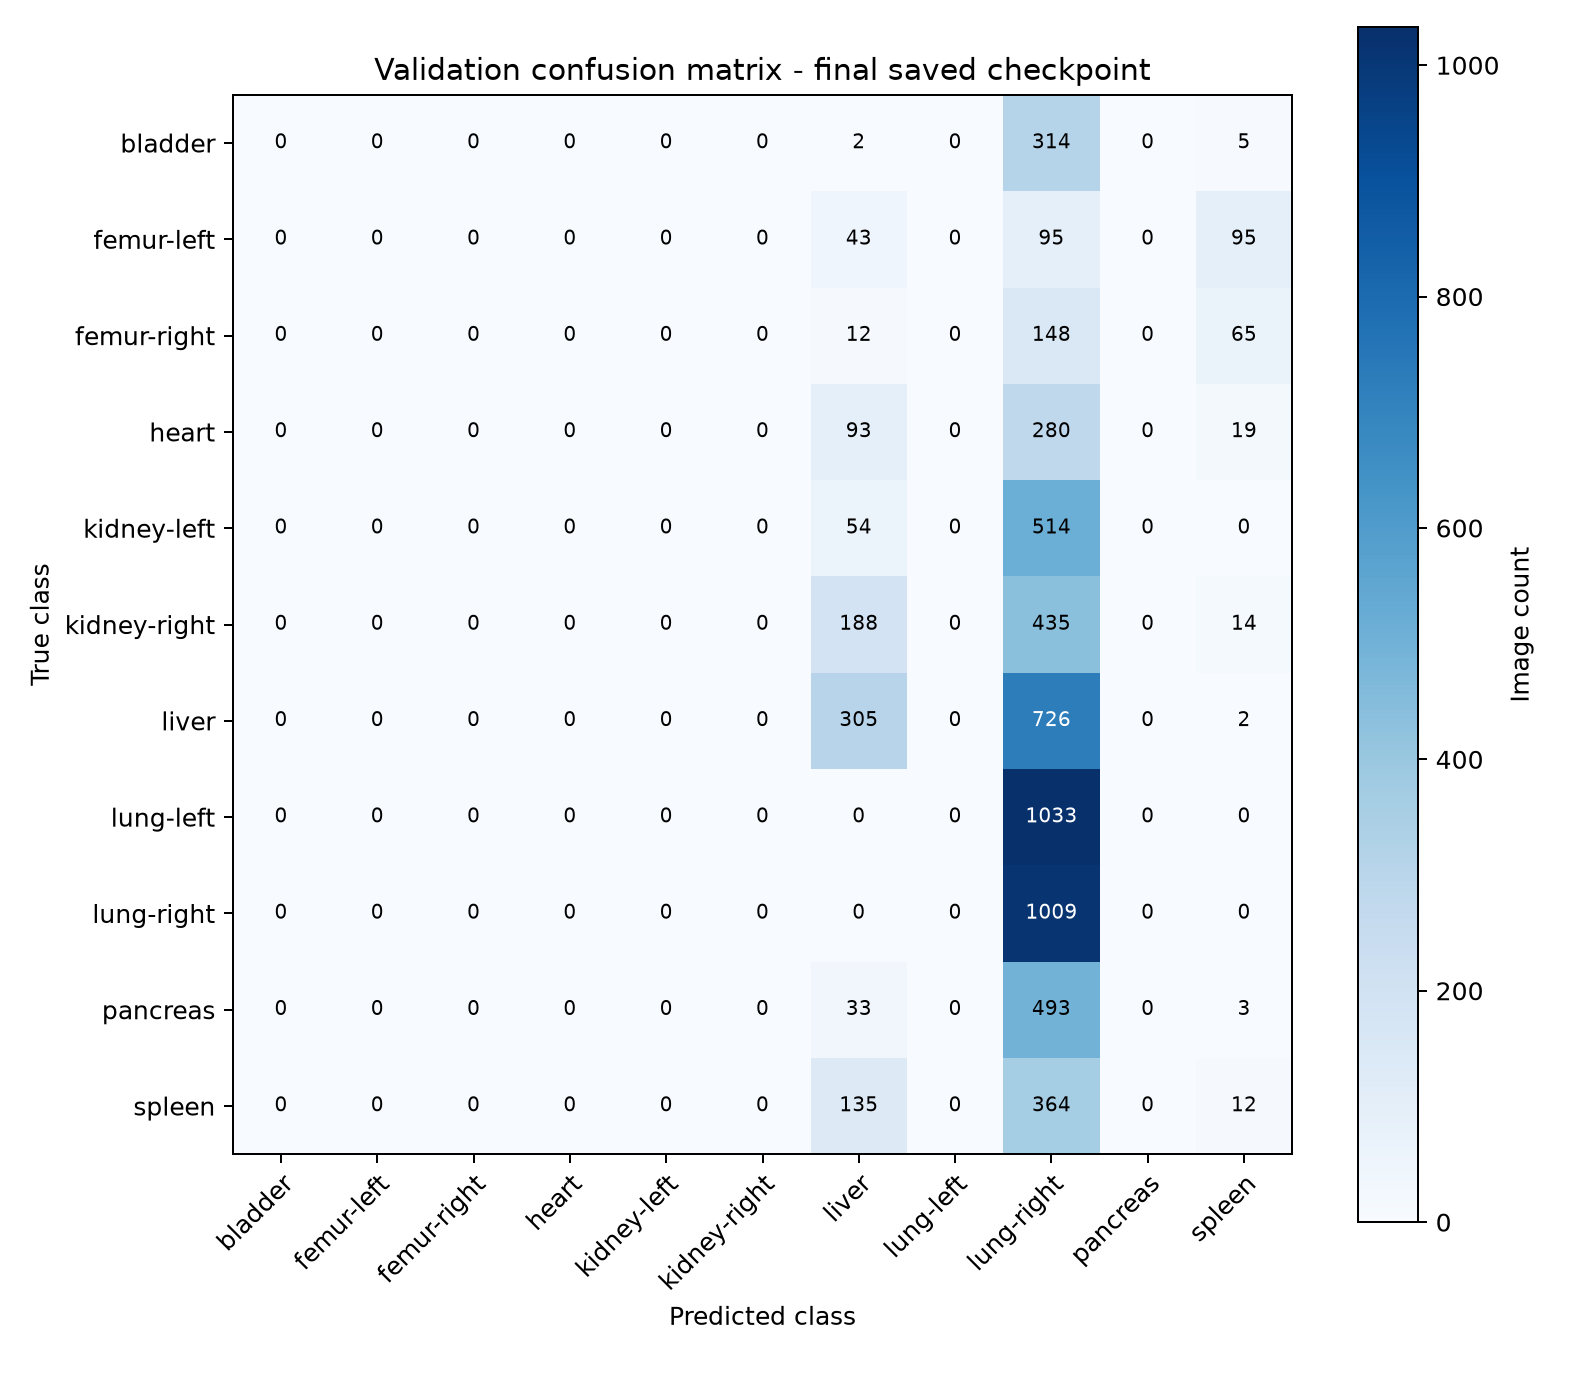 Validation confusion matrix - final saved checkpoint
bladder 0 0 0 0 0 0 2 0 314 0 5
femur-left 0 0 0 0 0 0 43 0 95 0 95
femur-right 0 0 0 0 0 0 12 0 148 0 65
heart 0 0 0 0 0 0 93 0 280 0 19
kidney-left 0 0 0 0 0 0 54 0 514 0 0
kidney-right 0 0 0 0 0 0 188 0 435 0 14
liver 0 0 0 0 0 0 305 0 726 0 2
lung-left 0 0 0 0 0 0 0 0 1033 0 0
lung-right 0 0 0 0 0 0 0 0 1009 0 0
pancreas 0 0 0 0 0 0 33 0 493 0 3
spleen 0 0 0 0 0 0 135 0 364 0 12
True class
bladder femur-left femur-right heart kidney-left kidney-right liver lung-left lung-right pancreas spleen
Predicted class
1000
800
600
400
200
0
Image count